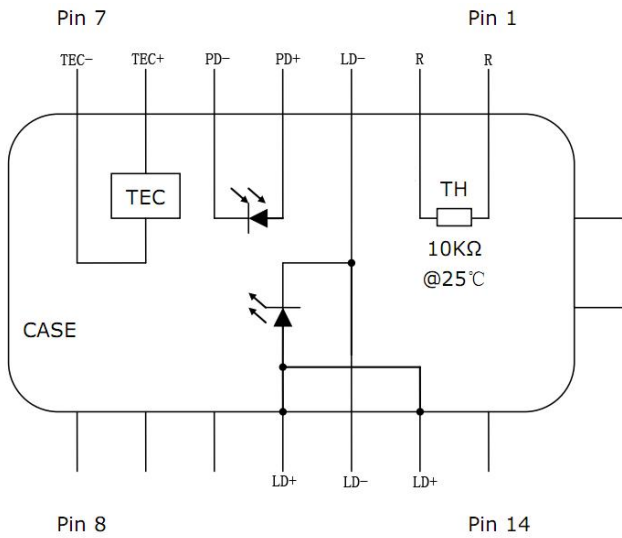 Pin 7 Pin 1
TEC- TEC+ PD- PD+ LD- R R
TEC
TH
10KΩ
@25℃
CASE
LD+ LD- LD+
Pin 8 Pin 14